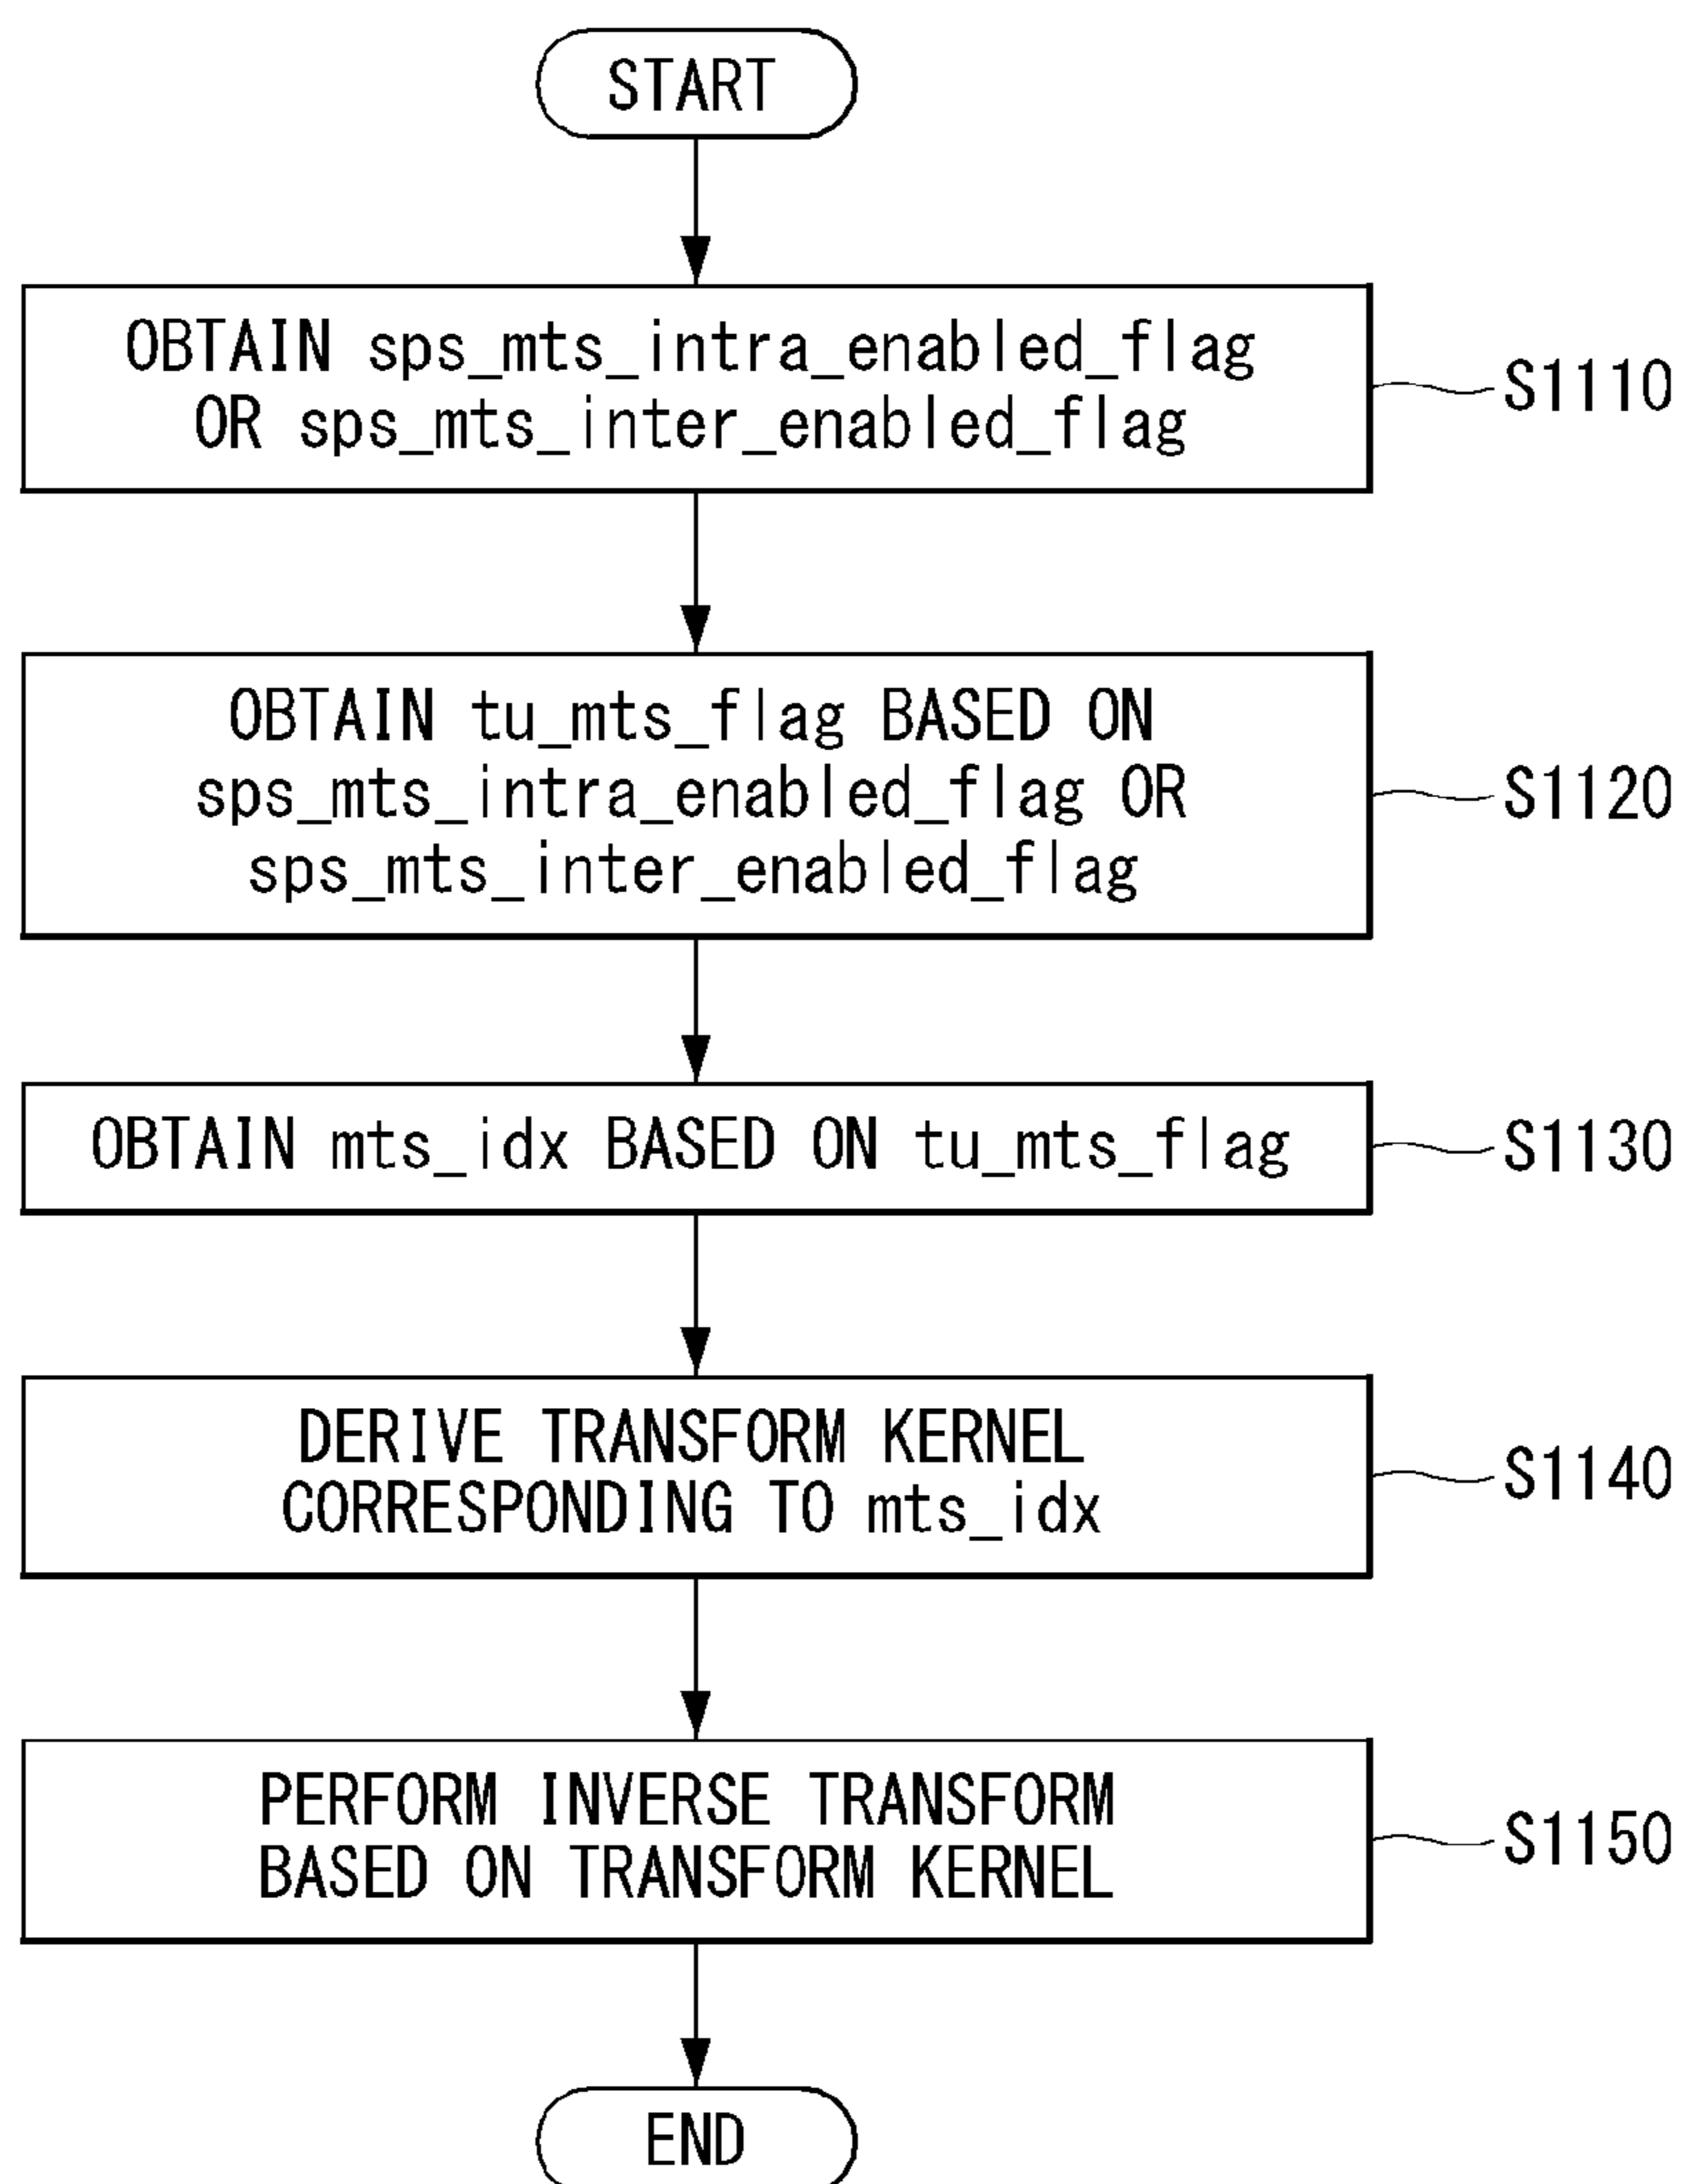 START
OBTAIN sps_mts_intra_enabled_flag
OR sps_mts_inter_enabled_flag
S1110
OBTAIN tu_mts_flag BASED ON
sps_mts_intra_enabled_flag OR
sps_mts_inter_enabled_flag
S1120
OBTAIN mts_idx BASED ON tu_mts_flag
S1130
DERIVE TRANSFORM KERNEL
CORRESPONDING TO mts_idx
S1140
PERFORM INVERSE TRANSFORM
BASED ON TRANSFORM KERNEL
S1150
END